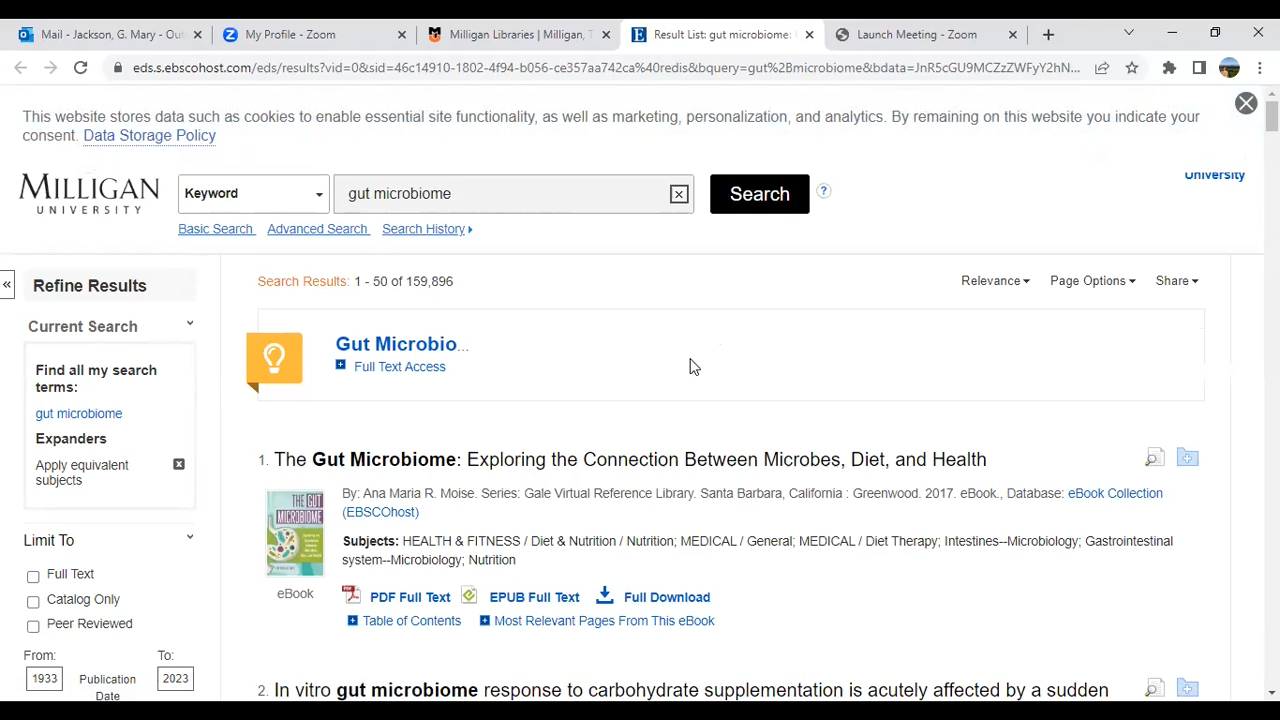 Mail - Jackson, G. Mary - Ou
My Profile - Zoom
Milligan Libraries | Milligan, T
Result List: gut microbiome:
Launch Meeting - Zoom
eds.s.ebscohost.com/eds/results?vid=0&sid=46c14910-1802-4f94-b056-ce357aa742ca%40redis&bquery=gut%2Bmicrobiome&bdata=JnR5cGU9MCZzZWFyY2hN...
This website stores data such as cookies to enable essential site functionality, as well as marketing, personalization, and analytics. By remaining on this website you indicate your
consent. Data Storage Policy
University
MILLIGAN
UNIVERSITY
Keyword
gut microbiome
Search
Basic Search Advanced Search Search History
Refine Results
Current Search
Find all my search
terms:
gut microbiome
Expanders
Apply equivalent
subjects
Limit To
Full Text
Catalog Only
Peer Reviewed
From:
To:
1933
Publication
Date
2023
Search Results: 1 - 50 of 159,896
Relevance
Page Options
Share
Gut Microbio...
Full Text Access
1. The Gut Microbiome: Exploring the Connection Between Microbes, Diet, and Health
By: Ana Maria R. Moise. Series: Gale Virtual Reference Library. Santa Barbara, California : Greenwood. 2017. eBook., Database: eBook Collection
(EBSCOhost)
THE GUT
MICROBIOME
Subjects: HEALTH & FITNESS / Diet & Nutrition / Nutrition; MEDICAL / General; MEDICAL / Diet Therapy; Intestines--Microbiology; Gastrointestinal
system--Microbiology; Nutrition
eBook
PDF Full Text
EPUB Full Text
Full Download
Table of Contents
Most Relevant Pages From This eBook
2. In vitro gut microbiome response to carbohydrate supplementation is acutely affected by a sudden